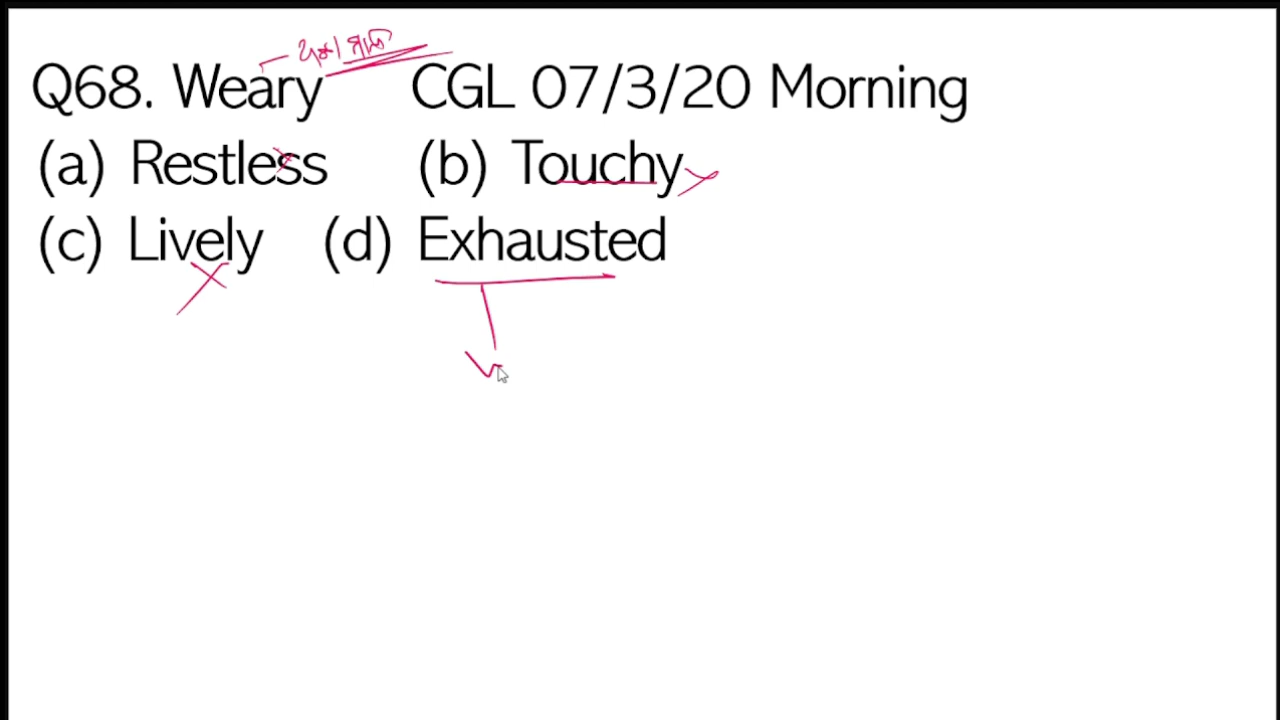 Q68. Weary CGL 07/3/20 Morning
(a) Restless (b) Touchy
(c) Lively (d) Exhausted